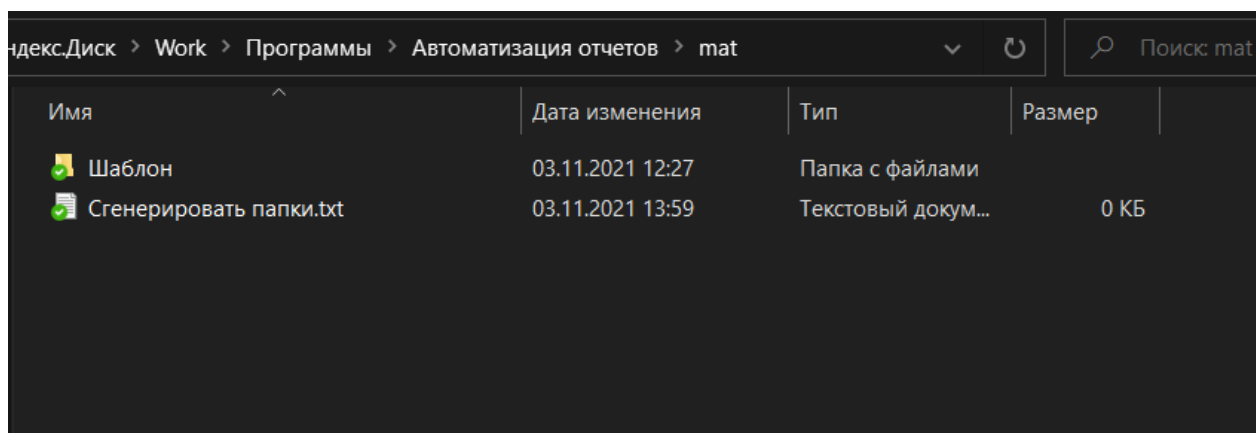 ндекс.Диск > Work > Программы > Автоматизация отчетов > mat Поиск: mat
Имя Дата изменения Тип Размер
Шаблон 03.11.2021 12:27 Папка с файлами
Сгенерировать папки.txt 03.11.2021 13:59 Текстовый докум... 0 КБ